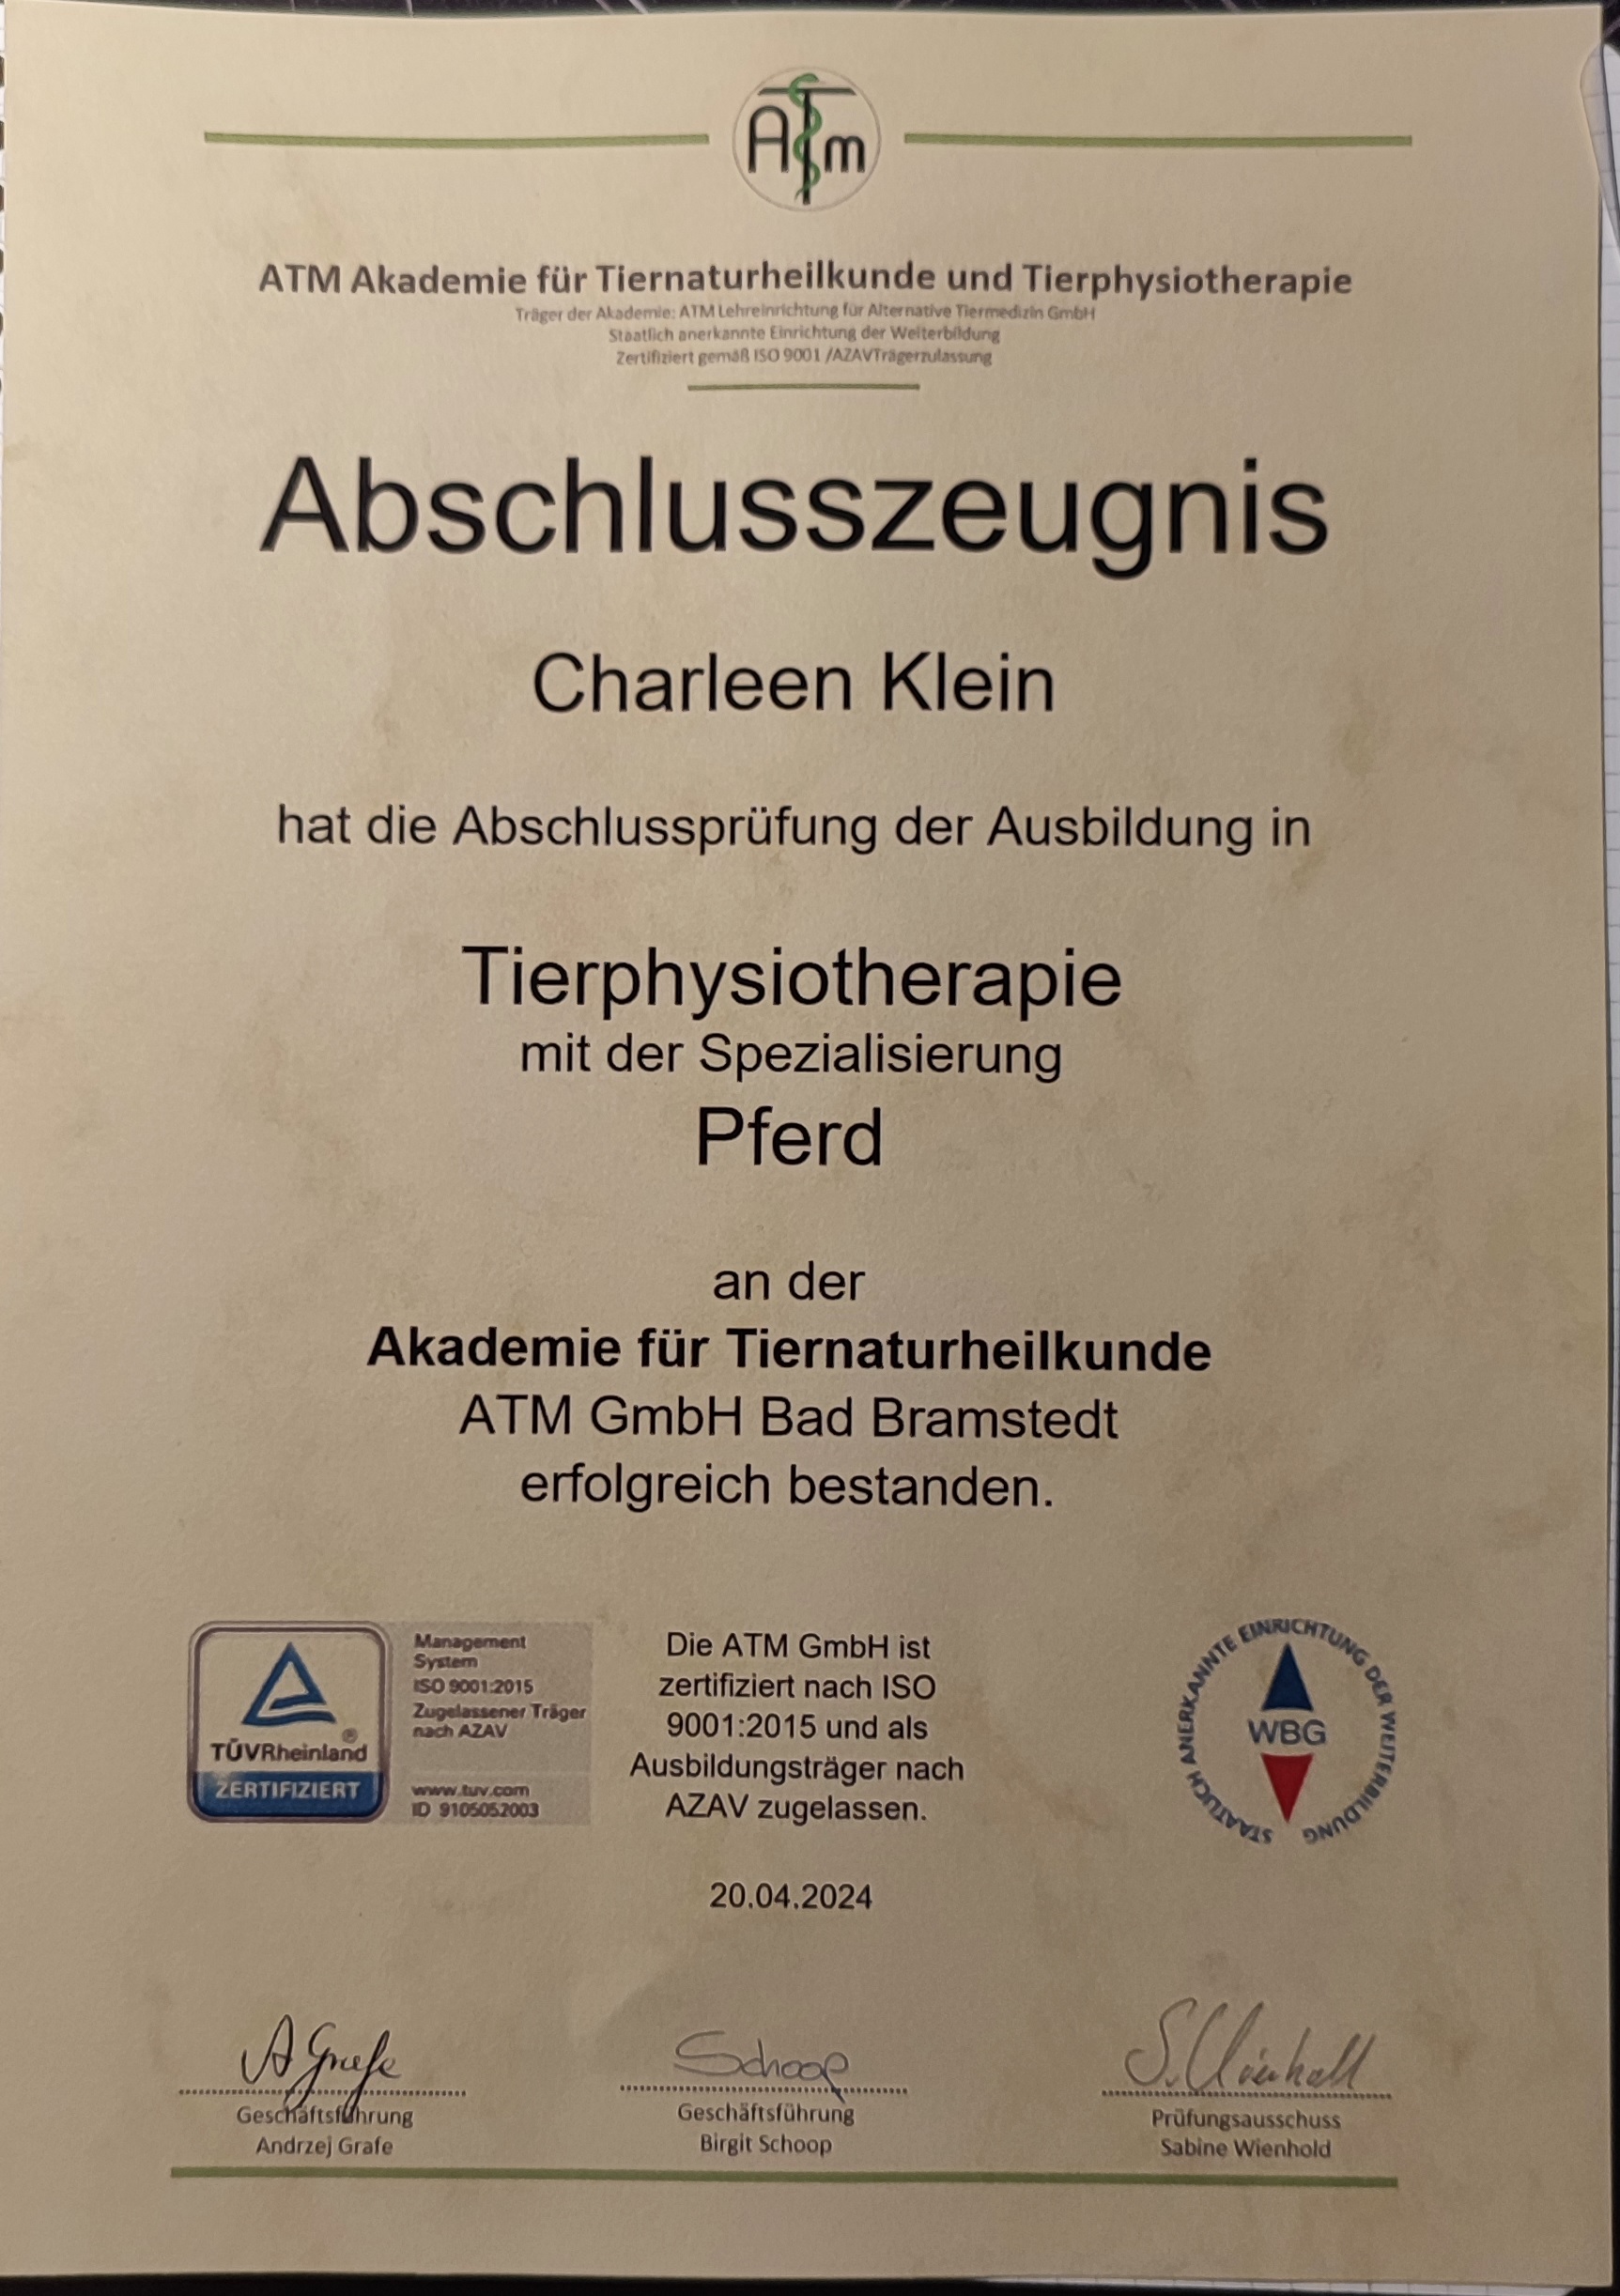 ATm
ATM Akademie für Tiernaturheilkunde und Tierphysiotherapie
Träger der Akademie: ATM Lehreinrichtung für Alternative Tiermedizin GmbH
Staatlich anerkannte Einrichtung der Weiterbildung
Zertifiziert gemäß ISO 9001 /AZAVTrägerzulassung
Abschlusszeugnis
Charleen Klein
hat die Abschlussprüfung der Ausbildung in
Tierphysiotherapie
mit der Spezialisierung
Pferd
an der
Akademie für Tiernaturheilkunde
ATM GmbH Bad Bramstedt
erfolgreich bestanden.
TÜVRheinland®
ZERTIFIZIERT
Management
System
ISO 9001:2015
Zugelassener Träger
nach AZAV
www.tuv.com
ID 9105052003
Die ATM GmbH ist
zertifiziert nach ISO
9001:2015 und als
Ausbildungsträger nach
AZAV zugelassen.
STAATLICH ANERKANNTE EINRICHTUNG DER WEITERBILDUNG
WBG
20.04.2024
A Grafe
Geschäftsführung
Andrzej Grafe
Schoop
Geschäftsführung
Birgit Schoop
S. Wienhold
Prüfungsausschuss
Sabine Wienhold